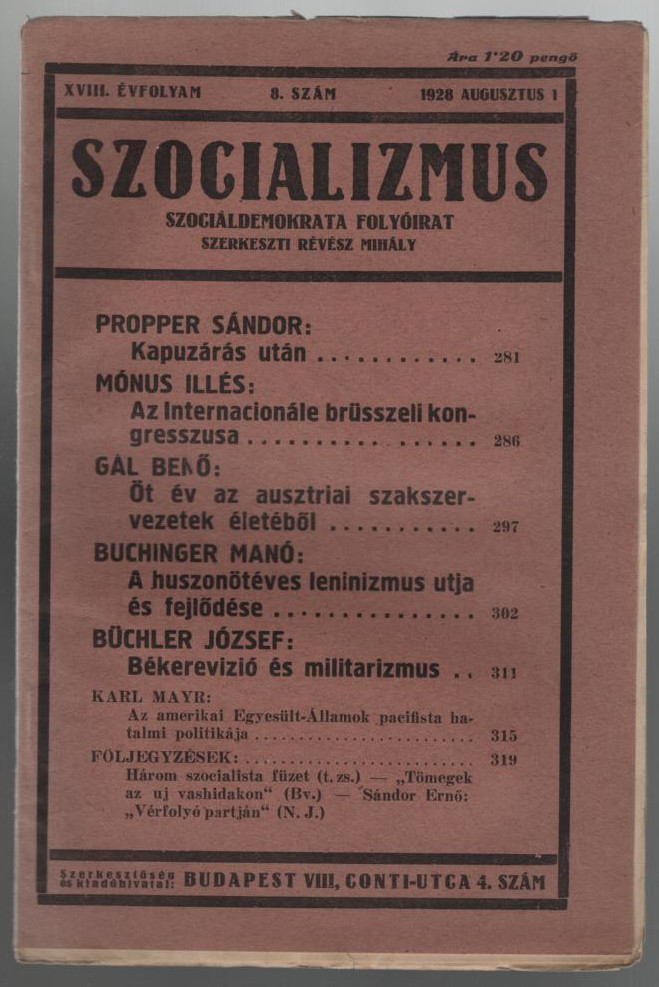 Ára 1·20 pengő
XVIII. ÉVFOLYAM 8. SZÁM 1928 AUGUSZTUS 1
SZOCIALIZMUS
SZOCIÁLDEMOKRATA FOLYÓIRAT
SZERKESZTI RÉVÉSZ MIHÁLY
PROPPER SÁNDOR:
Kapuzárás után . . . . . . . . . . . . 281
MÓNUS ILLÉS:
Az Internacionále brüsszeli kon-
gresszusa . . . . . . . . . . . . . . . . 286
GÁL BENŐ:
Öt év az ausztriai szakszer-
vezetek életéből . . . . . . . . . . . 297
BUCHINGER MANÓ:
A huszonötéves leninizmus utja
és fejlődése . . . . . . . . . . . . . . . 302
BÜCHLER JÓZSEF:
Békerevizió és militarizmus . . 311
KARL MAYR:
Az amerikai Egyesült-Államok pacifista ha-
talmi politikája . . . . . . . . . . . . . . . . . . . . . . . . 315
FÖLJEGYZÉSEK: . . . . . . . . . . . . . . . . . . . . . . . . . 319
Három szocialista füzet (t. zs.) — „Tömegek
az uj vashidakon“ (Bv.) — Sándor Ernő:
„Vérfolyó partján“ (N. J.)
Szerkesztőség
és kiadóhivatal: BUDAPEST VIII, CONTI-UTCA 4. SZÁM